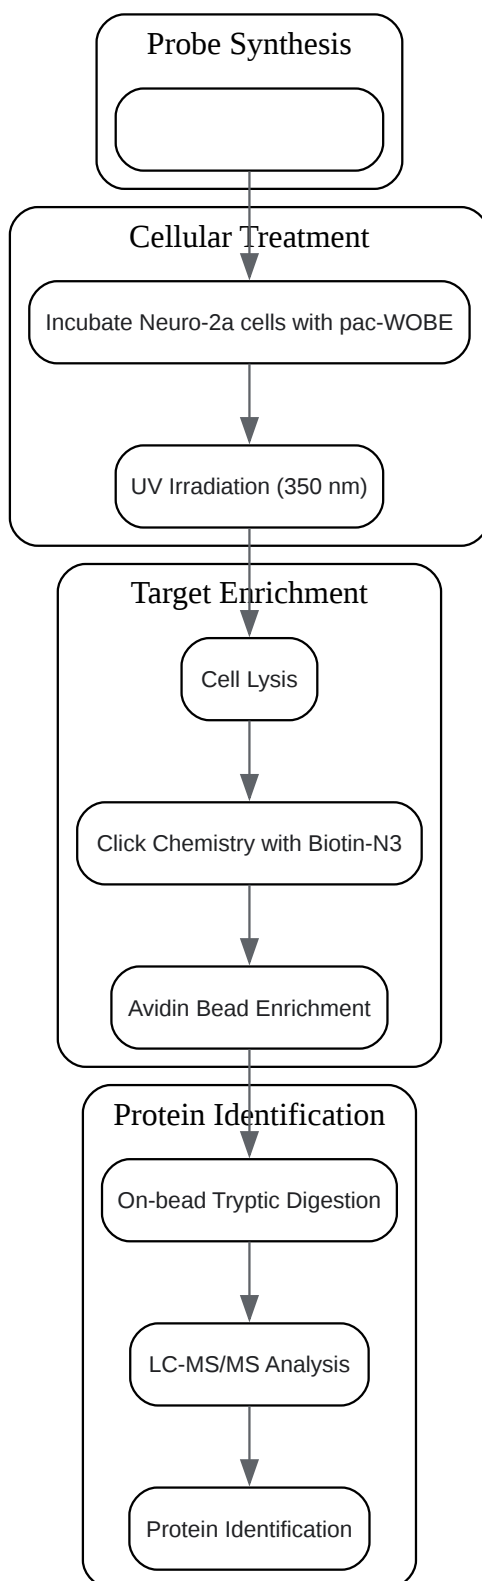 Probe Synthesis
Cellular Treatment
Incubate Neuro-2a cells with pac-WOBE
UV Irradiation (350 nm)
Target Enrichment
Cell Lysis
Click Chemistry with Biotin-N3
Avidin Bead Enrichment
Protein Identification
On-bead Tryptic Digestion
LC-MS/MS Analysis
Protein Identification